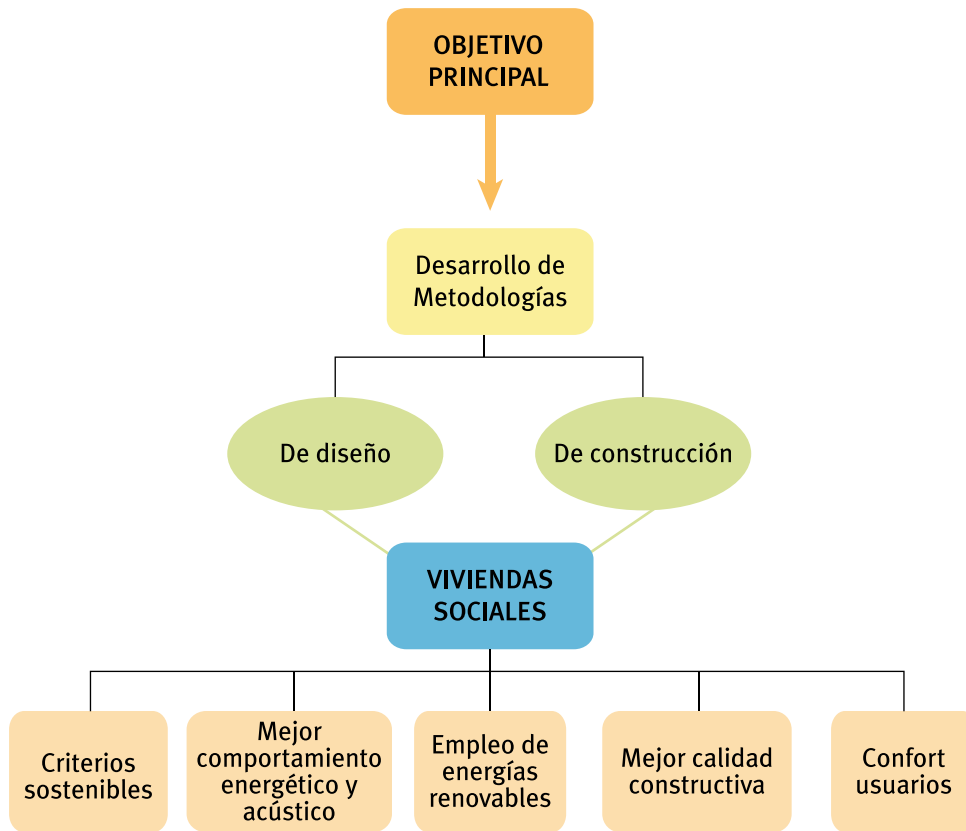 OBJETIVO
PRINCIPAL
Desarrollo de
Metodologías
De diseño
De construcción
VIVIENDAS
SOCIALES
Criterios
sostenibles
Mejor
comportamiento
energético y
acústico
Empleo de
energías
renovables
Mejor calidad
constructiva
Confort
usuarios